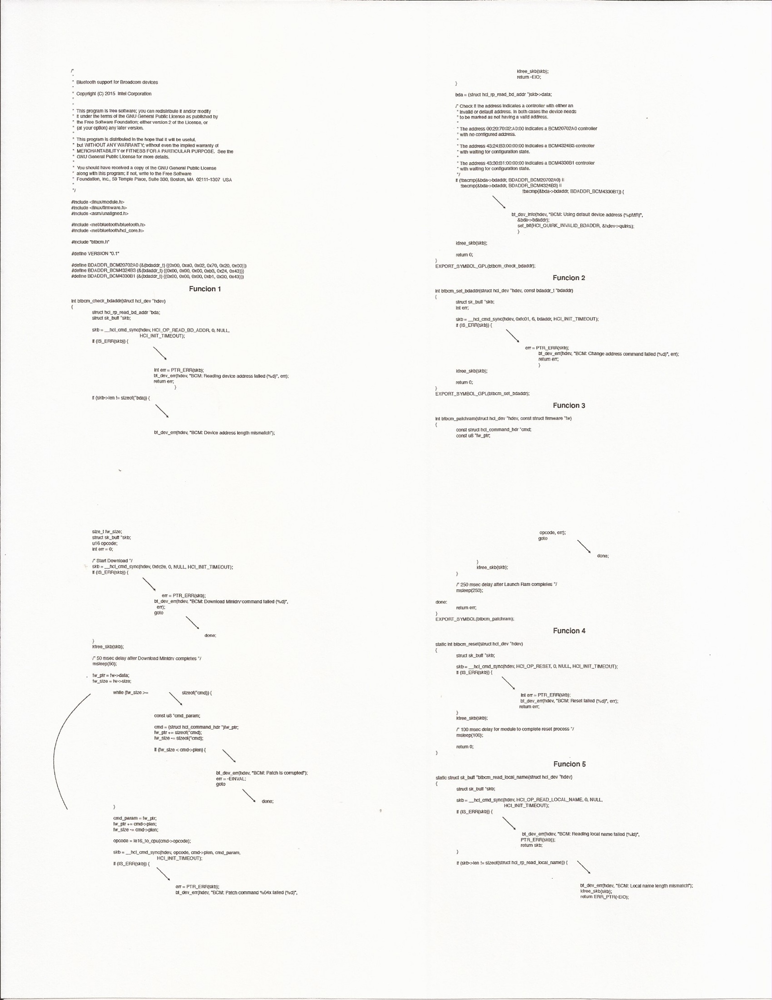 /*
*
* Bluetooth support for Broadcom devices
*
* Copyright (C) 2015 Intel Corporation
*
*
* This program is free software; you can redistribute it and/or modify
* it under the terms of the GNU General Public License as published by
* the Free Software Foundation; either version 2 of the License, or
* (at your option) any later version.
*
* This program is distributed in the hope that it will be useful,
* but WITHOUT ANY WARRANTY; without even the implied warranty of
* MERCHANTABILITY or FITNESS FOR A PARTICULAR PURPOSE. See the
* GNU General Public License for more details.
*
* You should have received a copy of the GNU General Public License
* along with this program; if not, write to the Free Software
* Foundation, Inc., 59 Temple Place, Suite 330, Boston, MA 02111-1307 USA
*
*/
#include <linux/module.h>
#include <linux/firmware.h>
#include <asm/unaligned.h>
#include <net/bluetooth/bluetooth.h>
#include <net/bluetooth/hci_core.h>
#include "btbcm.h"
#define VERSION "0.1"
#define BDADDR_BCM20702A0 (&(bdaddr_t) {{0x00, 0xa0, 0x02, 0x70, 0x20, 0x00}})
#define BDADDR_BCM4324B3 (&(bdaddr_t) {{0x00, 0x00, 0x00, 0xb3, 0x24, 0x43}})
#define BDADDR_BCM4330B1 (&(bdaddr_t) {{0x00, 0x00, 0x00, 0xb1, 0x30, 0x43}})
Funcion 1
int btbcm_check_bdaddr(struct hci_dev *hdev)
{
struct hci_rp_read_bd_addr *bda;
struct sk_buff *skb;
skb = __hci_cmd_sync(hdev, HCI_OP_READ_BD_ADDR, 0, NULL,
HCI_INIT_TIMEOUT);
if (IS_ERR(skb)) {
int err = PTR_ERR(skb);
bt_dev_err(hdev, "BCM: Reading device address failed (%d)", err);
return err;
}
if (skb->len != sizeof(*bda)) {
bt_dev_err(hdev, "BCM: Device address length mismatch");
kfree_skb(skb);
return -EIO;
}
bda = (struct hci_rp_read_bd_addr *)skb->data;
/* Check if the address indicates a controller with either an
* invalid or default address. In both cases the device needs
* to be marked as not having a valid address.
*
* The address 00:20:70:02:A0:00 indicates a BCM20702A0 controller
* with no configured address.
*
* The address 43:24:B3:00:00:00 indicates a BCM4324B3 controller
* with waiting for configuration state.
*
* The address 43:30:B1:00:00:00 indicates a BCM4330B1 controller
* with waiting for configuration state.
*/
if (!bacmp(&bda->bdaddr, BDADDR_BCM20702A0) ||
!bacmp(&bda->bdaddr, BDADDR_BCM4324B3) ||
!bacmp(&bda->bdaddr, BDADDR_BCM4330B1)) {
bt_dev_info(hdev, "BCM: Using default device address (%pMR)",
&bda->bdaddr);
set_bit(HCI_QUIRK_INVALID_BDADDR, &hdev->quirks);
}
kfree_skb(skb);
return 0;
}
EXPORT_SYMBOL_GPL(btbcm_check_bdaddr);
Funcion 2
int btbcm_set_bdaddr(struct hci_dev *hdev, const bdaddr_t *bdaddr)
{
struct sk_buff *skb;
int err;
skb = __hci_cmd_sync(hdev, 0xfc01, 6, bdaddr, HCI_INIT_TIMEOUT);
if (IS_ERR(skb)) {
err = PTR_ERR(skb);
bt_dev_err(hdev, "BCM: Change address command failed (%d)", err);
return err;
}
kfree_skb(skb);
return 0;
}
EXPORT_SYMBOL_GPL(btbcm_set_bdaddr);
Funcion 3
int btbcm_patchram(struct hci_dev *hdev, const struct firmware *fw)
{
const struct hci_command_hdr *cmd;
const u8 *fw_ptr;
size_t fw_size;
struct sk_buff *skb;
u16 opcode;
int err = 0;
/* Start Download */
skb = __hci_cmd_sync(hdev, 0xfc2e, 0, NULL, HCI_INIT_TIMEOUT);
if (IS_ERR(skb)) {
err = PTR_ERR(skb);
bt_dev_err(hdev, "BCM: Download Minidrv command failed (%d)",
err);
goto
done;
}
kfree_skb(skb);
/* 50 msec delay after Download Minidrv completes */
msleep(50);
fw_ptr = fw->data;
fw_size = fw->size;
while (fw_size >= sizeof(*cmd)) {
const u8 *cmd_param;
cmd = (struct hci_command_hdr *)fw_ptr;
fw_ptr += sizeof(*cmd);
fw_size -= sizeof(*cmd);
if (fw_size < cmd->plen) {
bt_dev_err(hdev, "BCM: Patch is corrupted");
err = -EINVAL;
goto
done;
}
cmd_param = fw_ptr;
fw_ptr += cmd->plen;
fw_size -= cmd->plen;
opcode = le16_to_cpu(cmd->opcode);
skb = __hci_cmd_sync(hdev, opcode, cmd->plen, cmd_param,
HCI_INIT_TIMEOUT);
if (IS_ERR(skb)) {
err = PTR_ERR(skb);
bt_dev_err(hdev, "BCM: Patch command %04x failed (%d)",
opcode, err);
goto
done;
}
kfree_skb(skb);
}
/* 250 msec delay after Launch Ram completes */
msleep(250);
done:
return err;
}
EXPORT_SYMBOL(btbcm_patchram);
Funcion 4
static int btbcm_reset(struct hci_dev *hdev)
{
struct sk_buff *skb;
skb = __hci_cmd_sync(hdev, HCI_OP_RESET, 0, NULL, HCI_INIT_TIMEOUT);
if (IS_ERR(skb)) {
int err = PTR_ERR(skb);
bt_dev_err(hdev, "BCM: Reset failed (%d)", err);
return err;
}
kfree_skb(skb);
/* 100 msec delay for module to complete reset process */
msleep(100);
return 0;
}
Funcion 5
static struct sk_buff *btbcm_read_local_name(struct hci_dev *hdev)
{
struct sk_buff *skb;
skb = __hci_cmd_sync(hdev, HCI_OP_READ_LOCAL_NAME, 0, NULL,
HCI_INIT_TIMEOUT);
if (IS_ERR(skb)) {
bt_dev_err(hdev, "BCM: Reading local name failed (%ld)",
PTR_ERR(skb));
return skb;
}
if (skb->len != sizeof(struct hci_rp_read_local_name)) {
bt_dev_err(hdev, "BCM: Local name length mismatch");
kfree_skb(skb);
return ERR_PTR(-EIO);